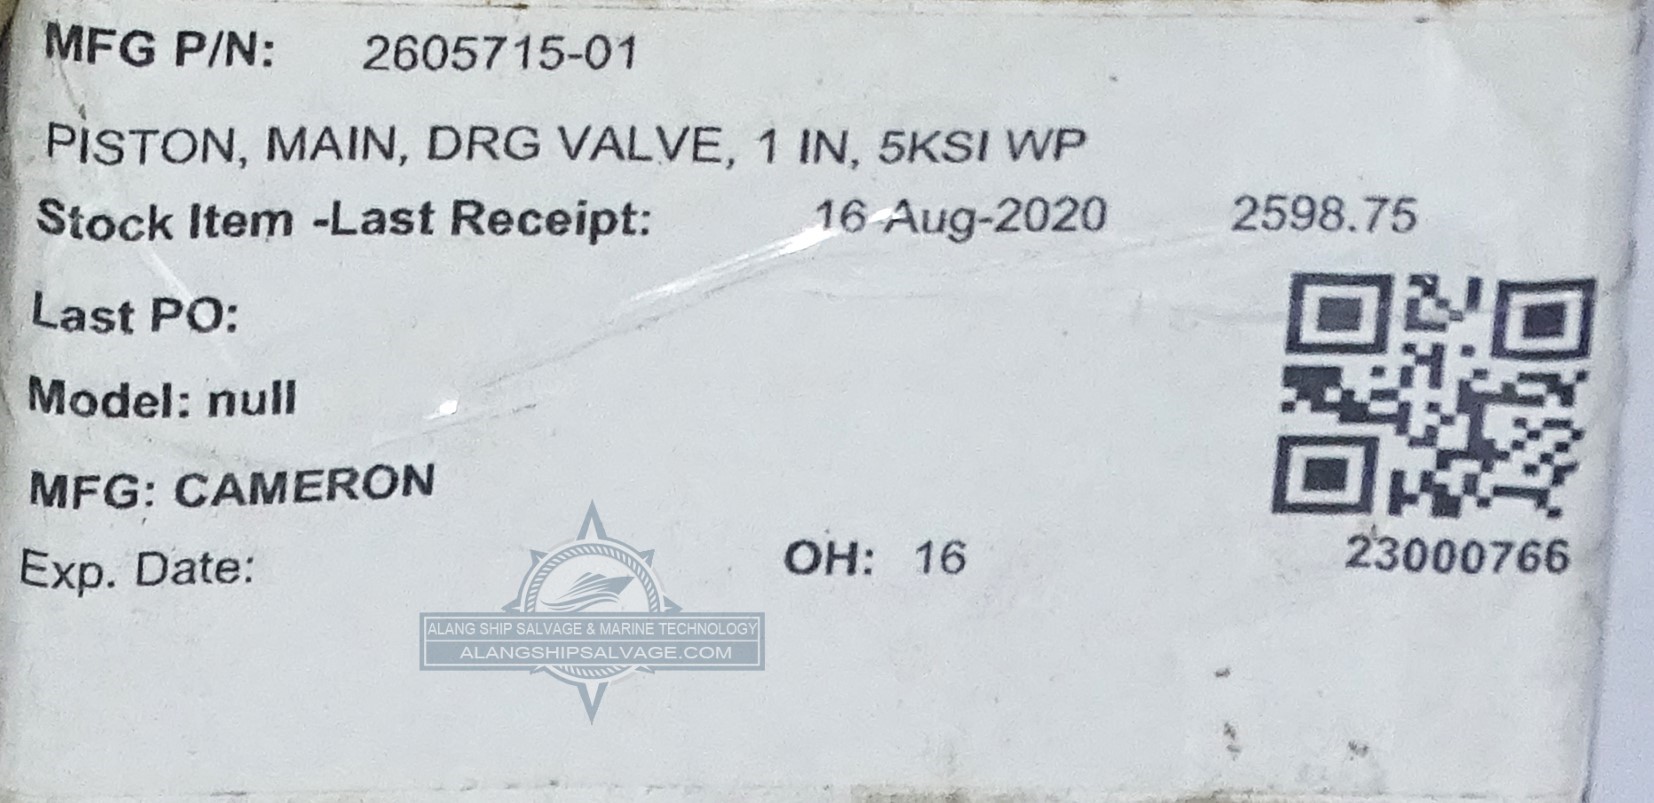 MFG P/N: 2605715-01
PISTON, MAIN, DRG VALVE, 1 IN, 5KSI WP
Stock Item -Last Receipt: 16-Aug-2020 2598.75
Last PO:
Model: null
MFG: CAMERON
Exp. Date: OH: 16 23000766
ALANG SHIP SALVAGE & MARINE TECHNOLOGY
ALANGSHIPSALVAGE.COM